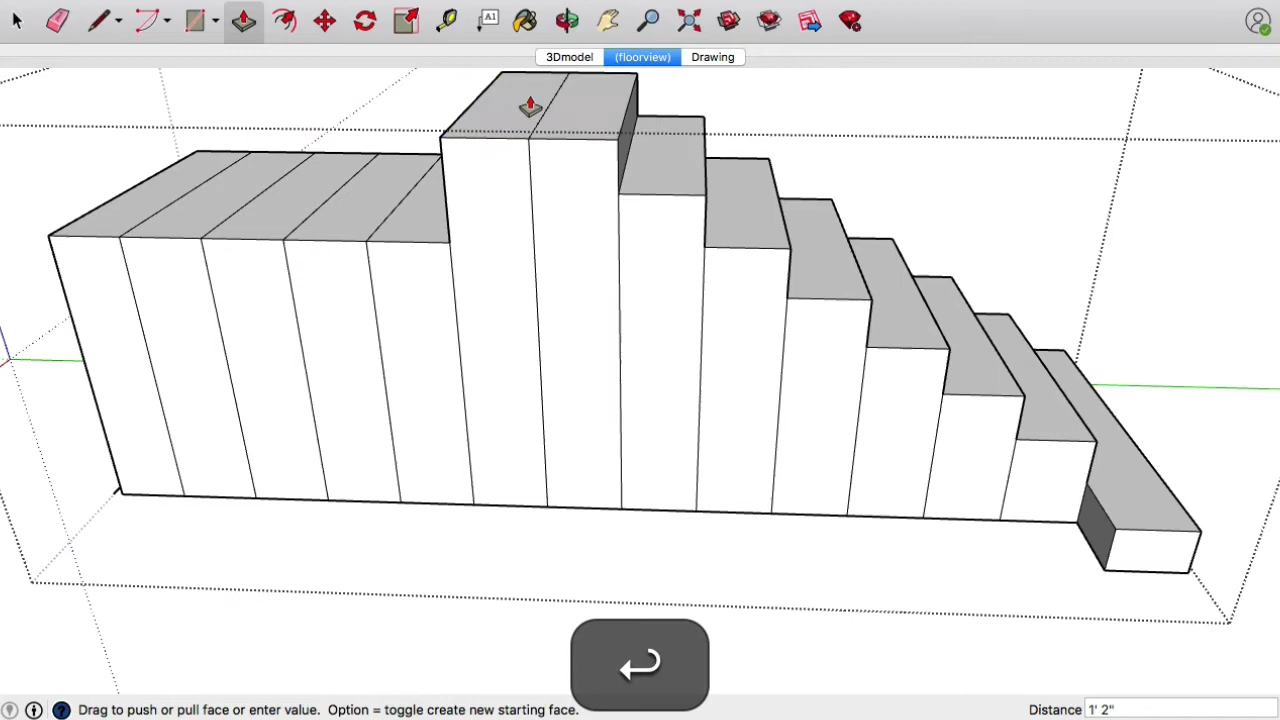 A1
3Dmodel (floorview) Drawing
Drag to push or pull face or enter value. Option = toggle create new starting face. Distance 1' 2"